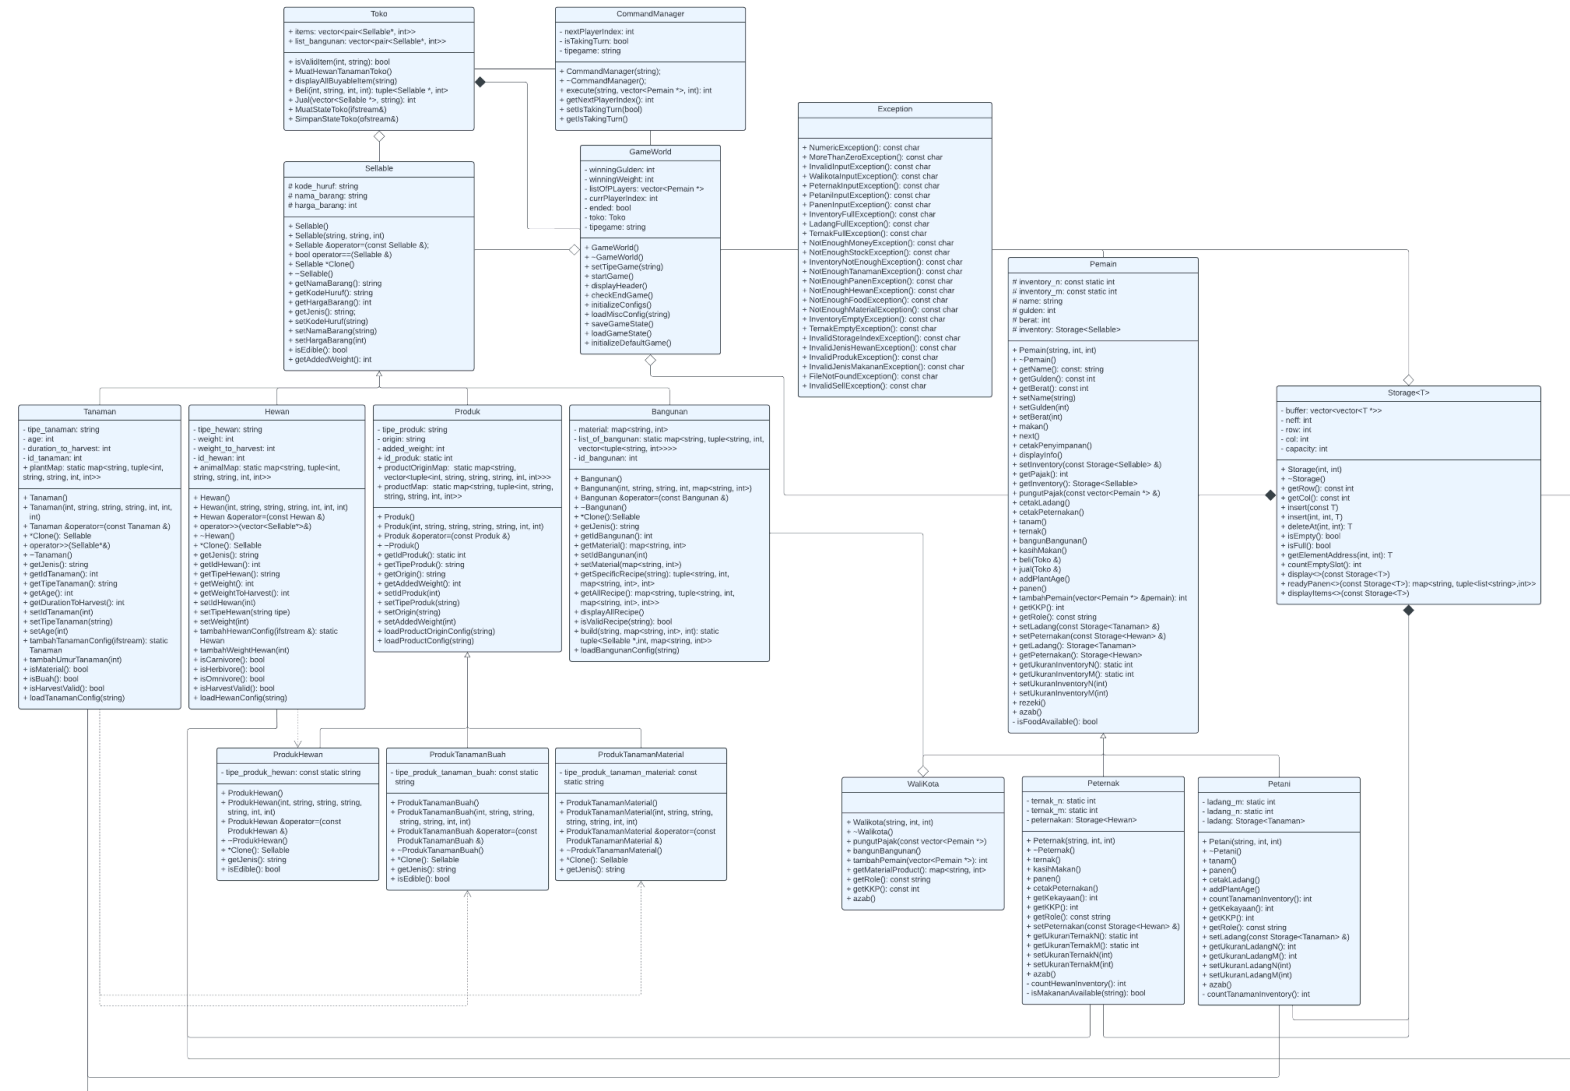 Toko
+ items: vector<pair<Sellable*, int>>
+ list_bangunan: vector<pair<Sellable*, int>>
+ isValidItem(int, string): bool
+ MuatHewanTanamanToko()
+ displayAllBuyableItem(string)
+ Beli(int, string, int, int): tuple<Sellable *, int>
+ Jual(vector<Sellable *>, string): int
+ MuatStateToko(ifstream&)
+ SimpanStateToko(ofstream&)
CommandManager
- nextPlayerIndex: int
- isTakingTurn: bool
- tipegame: string
+ CommandManager(string);
+ ~CommandManager();
+ execute(string, vector<Pemain *>, int): int
+ getNextPlayerIndex(): int
+ setIsTakingTurn(bool)
+ getIsTakingTurn()
Sellable
# kode_huruf: string
# nama_barang: string
# harga_barang: int
+ Sellable()
+ Sellable(string, string, int)
+ Sellable &operator=(const Sellable &);
+ bool operator==(Sellable &)
+ Sellable *Clone()
+ ~Sellable()
+ getNamaBarang(): string
+ getKodeHuruf(): string
+ getHargaBarang(): int
+ getJenis(): string;
+ setKodeHuruf(string)
+ setNamaBarang(string)
+ setHargaBarang(int)
+ isEdible(): bool
+ getAddedWeight(): int
GameWorld
- winningGulden: int
- winningWeight: int
- listOfPLayers: vector<Pemain *>
- currPlayerIndex: int
- ended: bool
- toko: Toko
- tipegame: string
+ GameWorld()
+ ~GameWorld()
+ setTipeGame(string)
+ startGame()
+ displayHeader()
+ checkEndGame()
+ initializeConfigs()
+ loadMiscConfig(string)
+ saveGameState()
+ loadGameState()
+ initializeDefaultGame()
Exception
+ NumericException(): const char
+ MoreThanZeroException(): const char
+ InvalidInputException(): const char
+ WalikotaInputException(): const char
+ PeternakInputException(): const char
+ PetaniInputException(): const char
+ PanenInputException(): const char
+ InventoryFullException(): const char
+ LadangFullException(): const char
+ TernakFullException(): const char
+ NotEnoughMoneyException(): const char
+ NotEnoughStockException(): const char
+ InventoryNotEnoughException(): const char
+ NotEnoughTanamanException(): const char
+ NotEnoughPanenException(): const char
+ NotEnoughHewanException(): const char
+ NotEnoughFoodException(): const char
+ NotEnoughMaterialException(): const char
+ InventoryEmptyException(): const char
+ TernakEmptyException(): const char
+ InvalidStorageIndexException(): const char
+ InvalidJenisHewanException(): const char
+ InvalidProdukException(): const char
+ InvalidJenisMakananException(): const char
+ FileNotFoundException(): const char
+ InvalidSellException(): const char
Pemain
# inventory_n: const static int
# inventory_m: const static int
# name: string
# gulden: int
# berat: int
# inventory: Storage<Sellable>
+ Pemain(string, int, int)
+ ~Pemain()
+ getName(): const: string
+ getGulden(): const int
+ getBerat(): const int
+ setName(string)
+ setGulden(int)
+ setBerat(int)
+ makan()
+ next()
+ cetakPenyimpanan()
+ displayInfo()
+ setInventory(const Storage<Sellable> &)
+ getPajak(): int
+ getInventory(): Storage<Sellable>
+ pungutPajak(const vector<Pemain *> &)
+ cetakLadang()
+ cetakPeternakan()
+ tanam()
+ ternak()
+ bangunBangunan()
+ kasihMakan()
+ beli(Toko &)
+ jual(Toko &)
+ addPlantAge()
+ panen()
+ tambahPemain(vector<Pemain *> &pemain): int
+ getKKP(): int
+ getRole(): const string
+ setLadang(const Storage<Tanaman> &)
+ setPeternakan(const Storage<Hewan> &)
+ getLadang(): Storage<Tanaman>
+ getPeternakan(): Storage<Hewan>
+ getUkuranInventoryN(): static int
+ getUkuranInventoryM(): static int
+ setUkuranInventoryN(int)
+ setUkuranInventoryM(int)
+ rezeki()
+ azab()
- isFoodAvailable(): bool
Storage<T>
- buffer: vector<vector<T *>>
- neff: int
- row: int
- col: int
- capacity: int
+ Storage(int, int)
+ ~Storage()
+ getRow(): const int
+ getCol(): const int
+ insert(const T)
+ insert(int, int, T)
+ deleteAt(int, int): T
+ isEmpty(): bool
+ isFull(): bool
+ getElementAddress(int, int): T
+ countEmptySlot(): int
+ display<>(const Storage<T>)
+ readyPanen<>(const Storage<T>): map<string, tuple<list<string>,int>>
+ displayItems<>(const Storage<T>)
Tanaman
- tipe_tanaman: string
- age: int
- duration_to_harvest: int
- id_tanaman: int
+ plantMap: static map<string, tuple<int,
string, string, int, int>>
+ Tanaman()
+ Tanaman(int, string, string, string, int, int,
int)
+ Tanaman &operator=(const Tanaman &)
+ *Clone(): Sellable
+ operator>>(Sellable*&)
+ ~Tanaman()
+ getJenis(): string
+ getIdTanaman(): int
+ getTipeTanaman(): string
+ getAge(): int
+ getDurationToHarvest(): int
+ setIdTanaman(int)
+ setTipeTanaman(string)
+ setAge(int)
+ tambahTanamanConfig(ifstream): static
Tanaman
+ tambahUmurTanaman(int)
+ isMaterial(): bool
+ isBuah(): bool
+ isHarvestValid(): bool
+ loadTanamanConfig(string)
Hewan
- tipe_hewan: string
- weight: int
- weight_to_harvest: int
- id_hewan: int
+ animalMap: static map<string, tuple<int,
string, string, int, int>>
+ Hewan()
+ Hewan(int, string, string, string, int, int, int)
+ Hewan &operator=(const Hewan &)
+ operator>>(vector<Sellable*>&)
+ ~Hewan()
+ *Clone(): Sellable
+ getJenis(): string
+ getIdHewan(): int
+ getTipeHewan(): string
+ getWeight(): int
+ getWeightToHarvest(): int
+ setIdHewan(int)
+ setTipeHewan(string tipe)
+ setWeight(int)
+ tambahHewanConfig(ifstream &): static
Hewan
+ tambahWeightHewan(int)
+ isCarnivore(): bool
+ isHerbivore(): bool
+ isOmnivore(): bool
+ isHarvestValid(): bool
+ loadHewanConfig(string)
Produk
- tipe_produk: string
- origin: string
- added_weight: int
+ id_produk: static int
+ productOriginMap: static map<string,
vector<tuple<int, string, string, string, int, int>>>
+ productMap: static map<string, tuple<int, string,
string, string, int, int>>
+ Produk()
+ Produk(int, string, string, string, string, int, int)
+ Produk &operator=(const Produk &)
+ ~Produk()
+ getIdProduk(): static int
+ getTipeProduk(): string
+ getOrigin(): string
+ getAddedWeight(): int
+ setIdProduk(int)
+ setTipeProduk(string)
+ setOrigin(string)
+ setAddedWeight(int)
+ loadProductOriginConfig(string)
+ loadProductConfig(string)
Bangunan
- material: map<string, int>
- list_of_bangunan: static map<string, tuple<string, int,
vector<tuple<string, int>>>>
- id_bangunan: int
+ Bangunan()
+ Bangunan(int, string, string, int, map<string, int>)
+ Bangunan &operator=(const Bangunan &)
+ ~Bangunan()
+ *Clone():Sellable
+ getJenis(): string
+ getIdBangunan(): int
+ getMaterial(): map<string, int>
+ setIdBangunan(int)
+ setMaterial(map<string, int>)
+ getSpecificRecipe(string): tuple<string, int,
map<string, int>, int>
+ getAllRecipe(): map<string, tuple<string, int,
map<string, int>, int>>
+ displayAllRecipe()
+ isValidRecipe(string): bool
+ build(string, map<string, int>, int): static
tuple<Sellable *,int, map<string, int>>
+ loadBangunanConfig(string)
ProdukHewan
- tipe_produk_hewan: const static string
+ ProdukHewan()
+ ProdukHewan(int, string, string, string,
string, int, int)
+ ProdukHewan &operator=(const
ProdukHewan &)
+ ~ProdukHewan()
+ *Clone(): Sellable
+ getJenis(): string
+ isEdible(): bool
ProdukTanamanBuah
- tipe_produk_tanaman_buah: const static
string
+ ProdukTanamanBuah()
+ ProdukTanamanBuah(int, string, string,
string, string, int, int)
+ ProdukTanamanBuah &operator=(const
ProdukTanamanBuah &)
+ ~ProdukTanamanBuah()
+ *Clone(): Sellable
+ getJenis(): string
+ isEdible(): bool
ProdukTanamanMaterial
- tipe_produk_tanaman_material: const
static string
+ ProdukTanamanMaterial()
+ ProdukTanamanMaterial(int, string, string,
string, string, int, int)
+ ProdukTanamanMaterial &operator=(const
ProdukTanamanMaterial &)
+ ~ProdukTanamanMaterial()
+ *Clone(): Sellable
+ getJenis(): string
WaliKota
+ Walikota(string, int, int)
+ ~Walikota()
+ pungutPajak(const vector<Pemain *>)
+ bangunBangunan()
+ tambahPemain(vector<Pemain *>): int
+ getMaterialProduct(): map<string, int>
+ getRole(): const string
+ getKKP(): const int
+ azab()
Peternak
- ternak_n: static int
- ternak_m: static int
- peternakan: Storage<Hewan>
+ Peternak(string, int, int)
+ ~Peternak()
+ ternak()
+ kasihMakan()
+ panen()
+ cetakPeternakan()
+ getKekayaan(): int
+ getKKP(): int
+ getRole(): const string
+ setPeternakan(const Storage<Hewan> &)
+ getUkuranTernakN(): static int
+ getUkuranTernakM(): static int
+ setUkuranTernakN(int)
+ setUkuranTernakM(int)
+ azab()
- countHewanInventory(): int
- isMakananAvailable(string): bool
Petani
- ladang_m: static int
- ladang_n: static int
- ladang: Storage<Tanaman>
+ Petani(string, int, int)
+ ~Petani()
+ tanam()
+ panen()
+ cetakLadang()
+ addPlantAge()
+ countTanamanInventory(): int
+ getKekayaan(): int
+ getKKP(): int
+ getRole(): const string
+ setLadang(const Storage<Tanaman> &)
+ getUkuranLadangN(): int
+ getUkuranLadangM(): int
+ setUkuranLadangN(int)
+ setUkuranLadangM(int)
+ azab()
- countTanamanInventory(): int